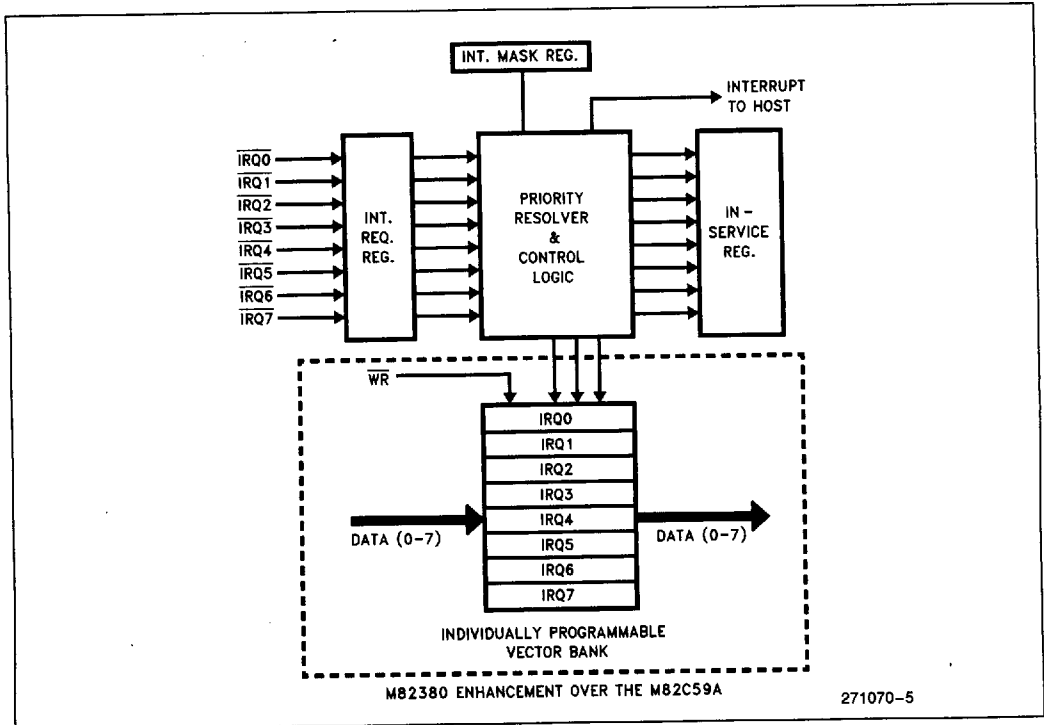 INT. MASK REG.
INTERRUPT
TO HOST
IRQ0
IRQ1
IRQ2
IRQ3
IRQ4
IRQ5
IRQ6
IRQ7
INT.
REQ.
REG.
PRIORITY
RESOLVER
&
CONTROL
LOGIC
IN-
SERVICE
REG.
WR
IRQ0
IRQ1
IRQ2
IRQ3
IRQ4
IRQ5
IRQ6
IRQ7
DATA (0-7)
DATA (0-7)
INDIVIDUALLY PROGRAMMABLE
VECTOR BANK
M82380 ENHANCEMENT OVER THE M82C59A
271070-5